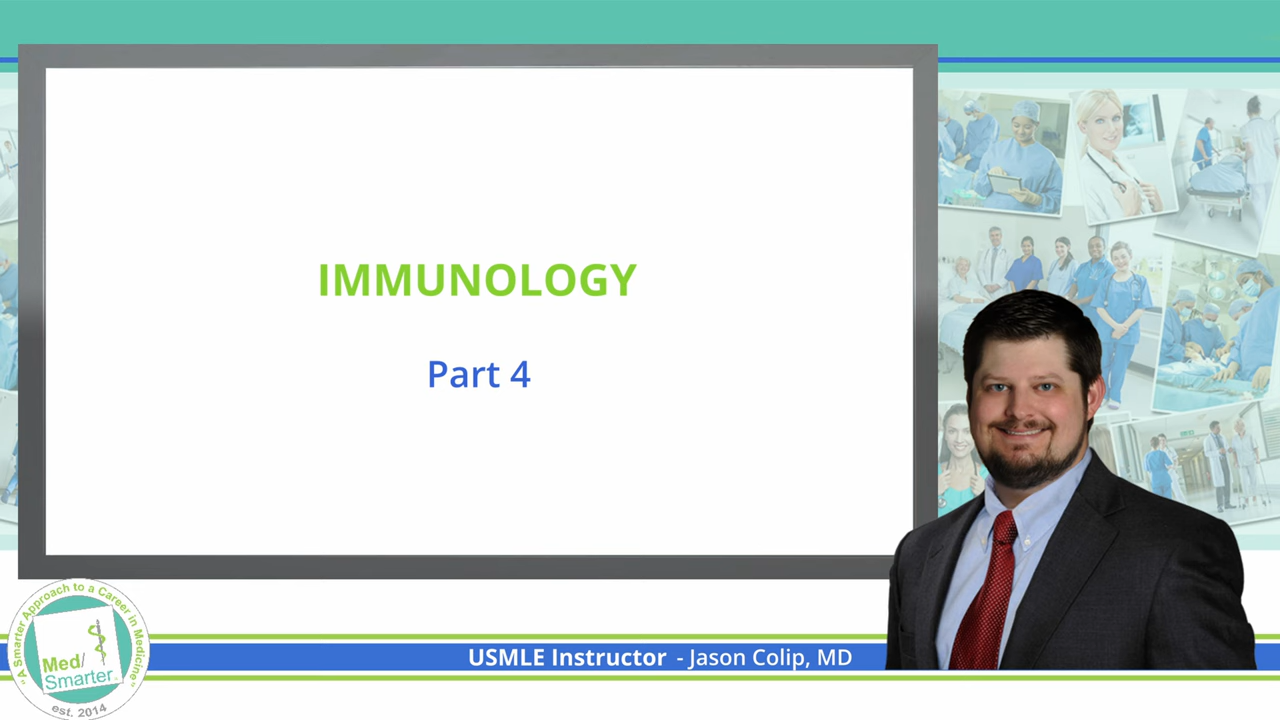 IMMUNOLOGY
Part 4
USMLE Instructor - Jason Colip, MD
"A Smarter Approach to a Career in Medicine"
Med/
Smarter
est. 2014